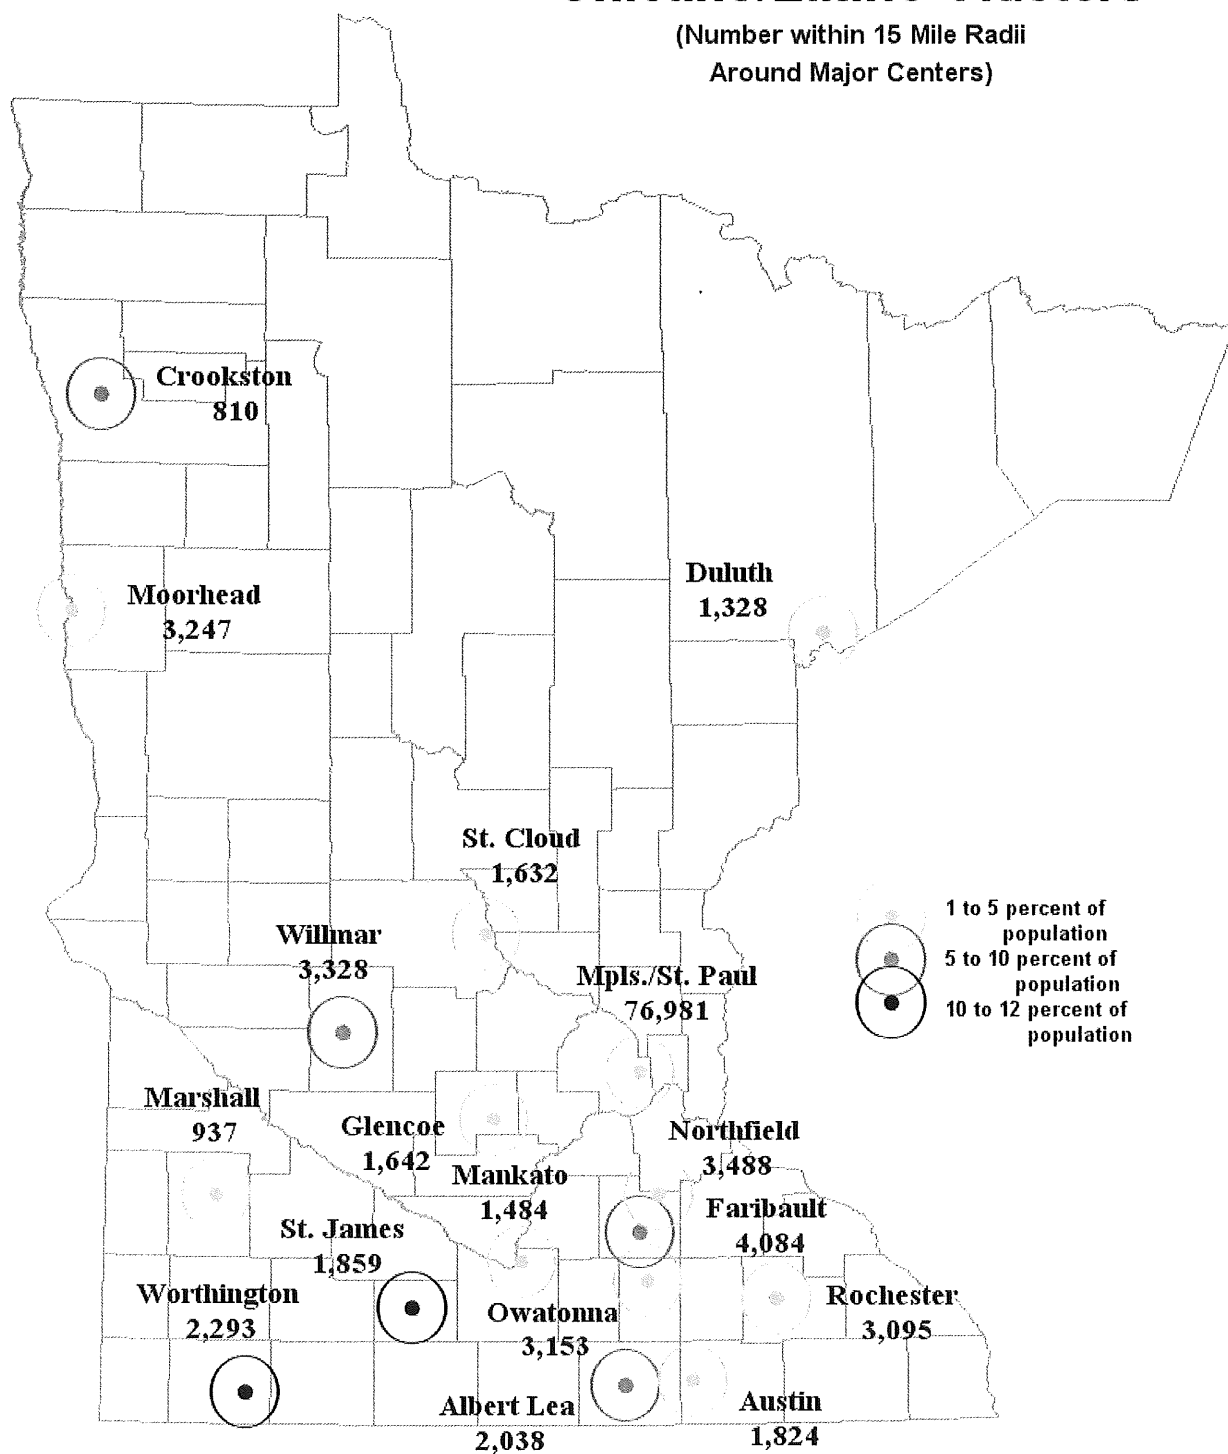 (Number within 15 Mile Radii
Around Major Centers)
Crookston
810
Moorhead
3,247
Duluth
1,328
St. Cloud
1,632
Willmar
3,328
Mpls./St. Paul
76,981
1 to 5 percent of
population
5 to 10 percent of
population
10 to 12 percent of
population
Marshall
937
Glencoe
1,642
Northfield
3,488
Mankato
1,484
Faribault
4,084
St. James
1,859
Worthington
2,293
Owatonna
3,153
Rochester
3,095
Albert Lea
2,038
Austin
1,824